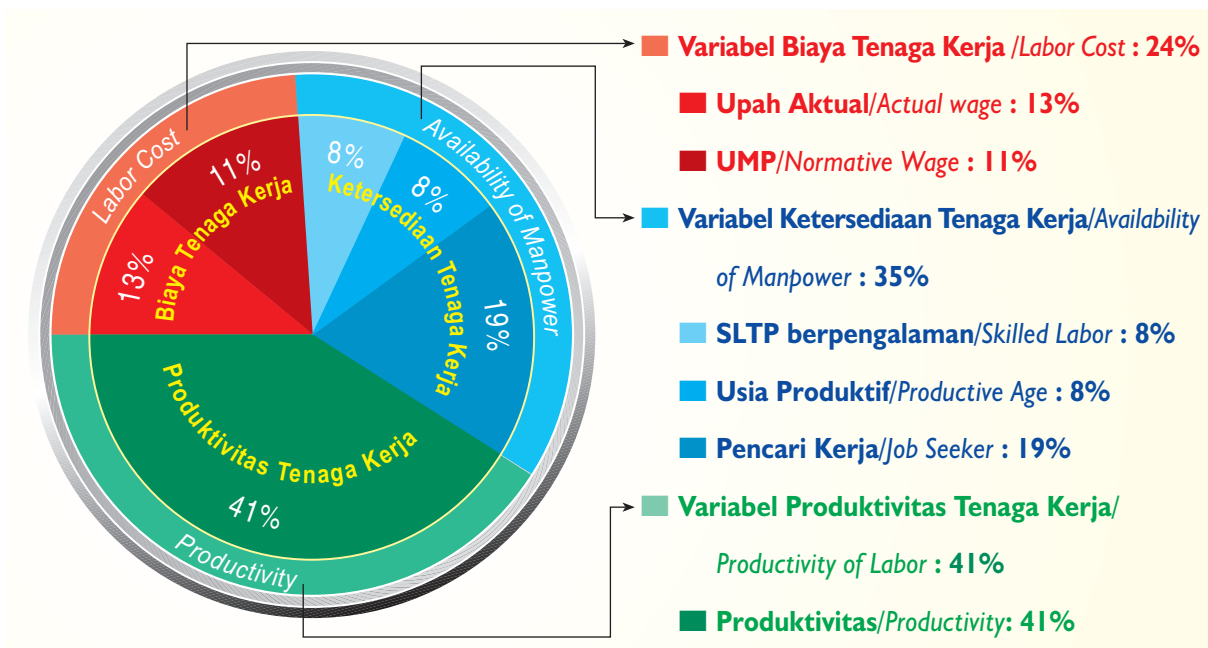 Labor Cost
Availability of Manpower
Productivity
11%
8%
8%
13%
19%
41%
Biaya Tenaga Kerja
Ketersediaan Tenaga Kerja
Produktivitas Tenaga Kerja
Variabel Biaya Tenaga Kerja /Labor Cost : 24%
Upah Aktual/Actual wage : 13%
UMP/Normative Wage : 11%
Variabel Ketersediaan Tenaga Kerja/Availability
of Manpower : 35%
SLTP berpengalaman/Skilled Labor : 8%
Usia Produktif/Productive Age : 8%
Pencari Kerja/Job Seeker : 19%
Variabel Produktivitas Tenaga Kerja/
Productivity of Labor : 41%
Produktivitas/Productivity: 41%